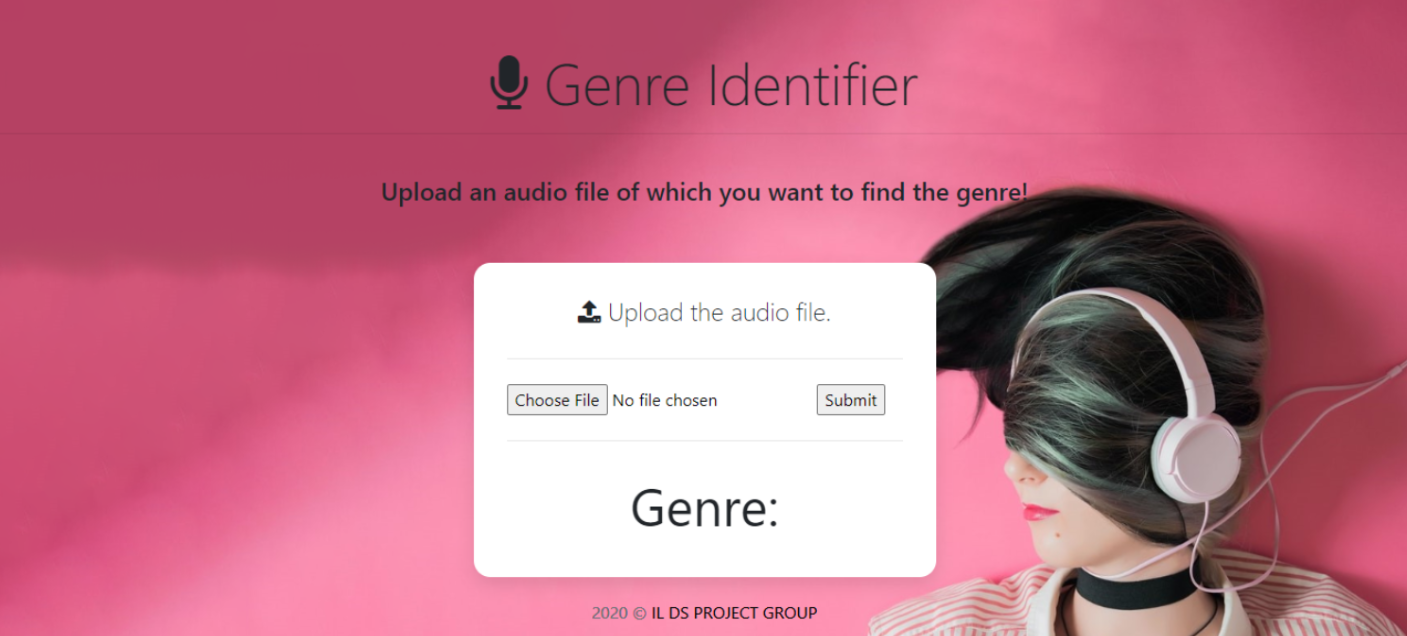 Genre Identifier
Upload an audio file of which you want to find the genre!
Upload the audio file.
Choose File No file chosen Submit
Genre:
2020 © IL DS PROJECT GROUP